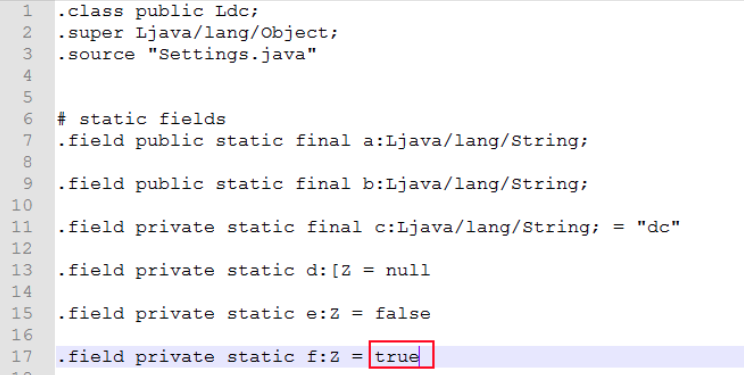 1 .class public Ldc;
2 .super Ljava/lang/Object;
3 .source "Settings.java"
4
5
6 # static fields
7 .field public static final a:Ljava/lang/String;
8
9 .field public static final b:Ljava/lang/String;
10
11 .field private static final c:Ljava/lang/String; = "dc"
12
13 .field private static d:[Z = null
14
15 .field private static e:Z = false
16
17 .field private static f:Z = true